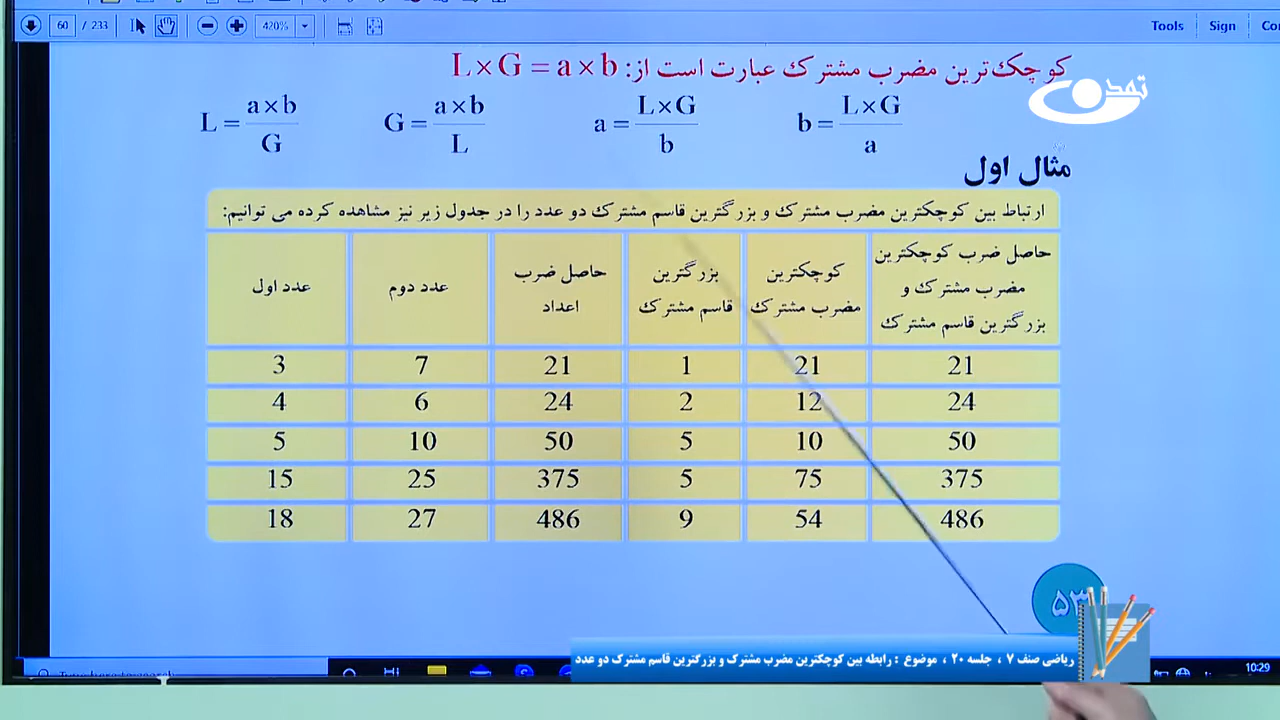 60 / 233
420%
Tools
Sign
کوچک‌ترین مضرب مشترک عبارت است از: L×G = a×b
L = a×b / G
G = a×b / L
a = L×G / b
b = L×G / a
تمدن
مثال اول
ارتباط بین کوچکترین مضرب مشترک و بزرگترین قاسم مشترک دو عدد را در جدول زیر نیز مشاهده کرده می توانیم:
عدد اول
عدد دوم
حاصل ضرب اعداد
بزرگترین قاسم مشترک
کوچکترین مضرب مشترک
حاصل ضرب کوچکترین مضرب مشترک و بزرگترین قاسم مشترک
3 7 21 1 21 21
4 6 24 2 12 24
5 10 50 5 10 50
15 25 375 5 75 375
18 27 486 9 54 486
۵۳
ریاضی صنف ۷ ، جلسه ۲۰ ، موضوع : رابطه بین کوچکترین مضرب مشترک و بزرگترین قاسم مشترک دو عدد
10:29